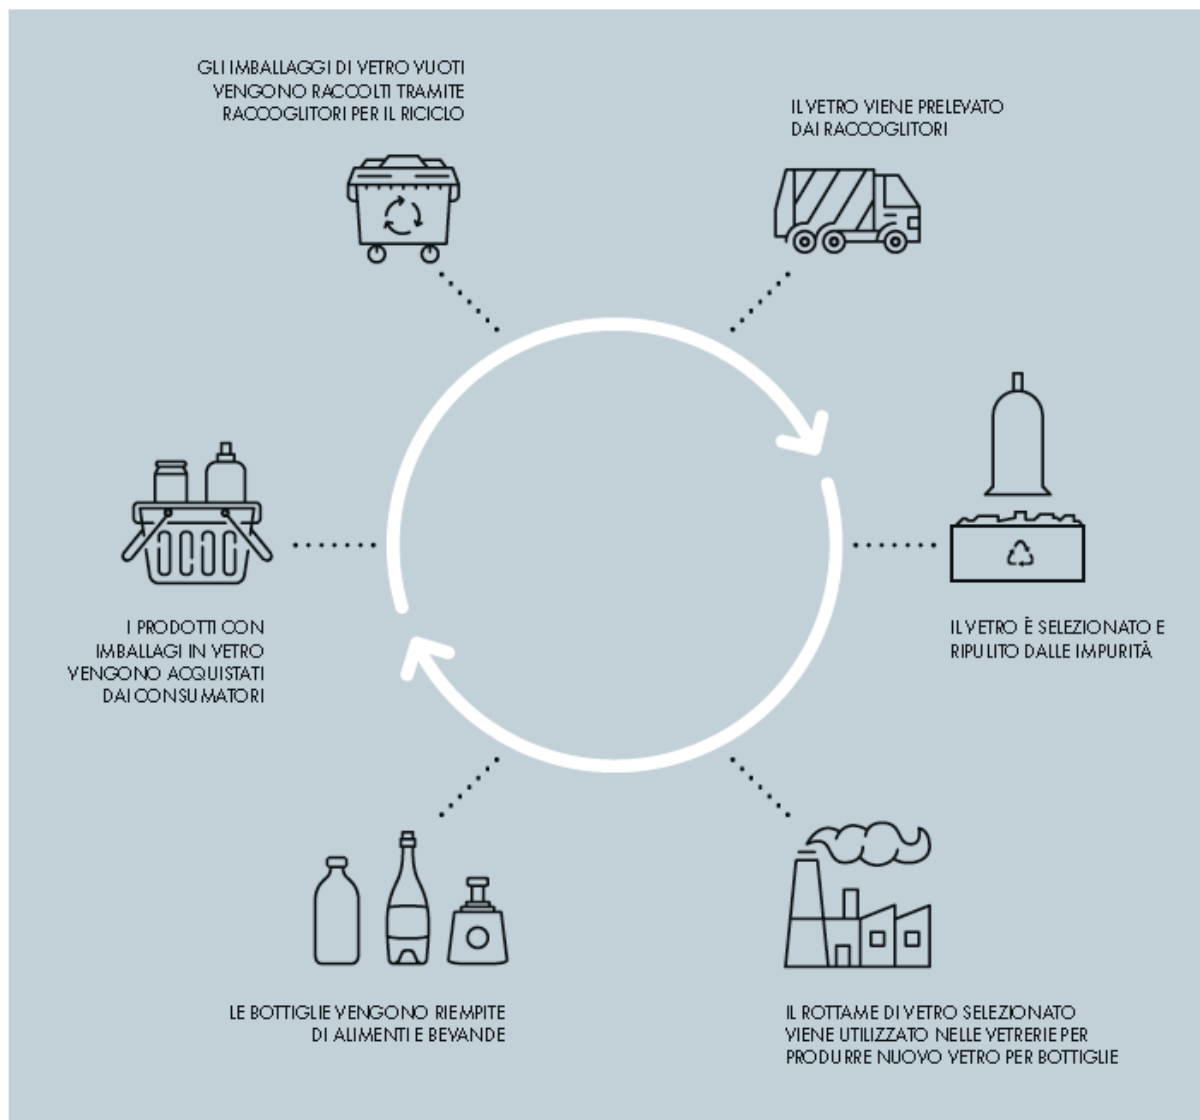 GLI IMBALLAGGI DI VETRO VUOTI
VENGONO RACCOLTI TRAMITE
RACCOGLITORI PER IL RICICLO
IL VETRO VIENE PRELEVATO
DAI RACCOGLITORI
IL VETRO È SELEZIONATO E
RIPULITO DALLE IMPURITÀ
I PRODOTTI CON
IMBALLAGI IN VETRO
VENGONO ACQUISTATI
DAI CONSUMATORI
LE BOTTIGLIE VENGONO RIEMPITE
DI ALIMENTI E BEVANDE
IL ROTTAME DI VETRO SELEZIONATO
VIENE UTILIZZATO NELLE VETRERIE PER
PRODURRE NUOVO VETRO PER BOTTIGLIE